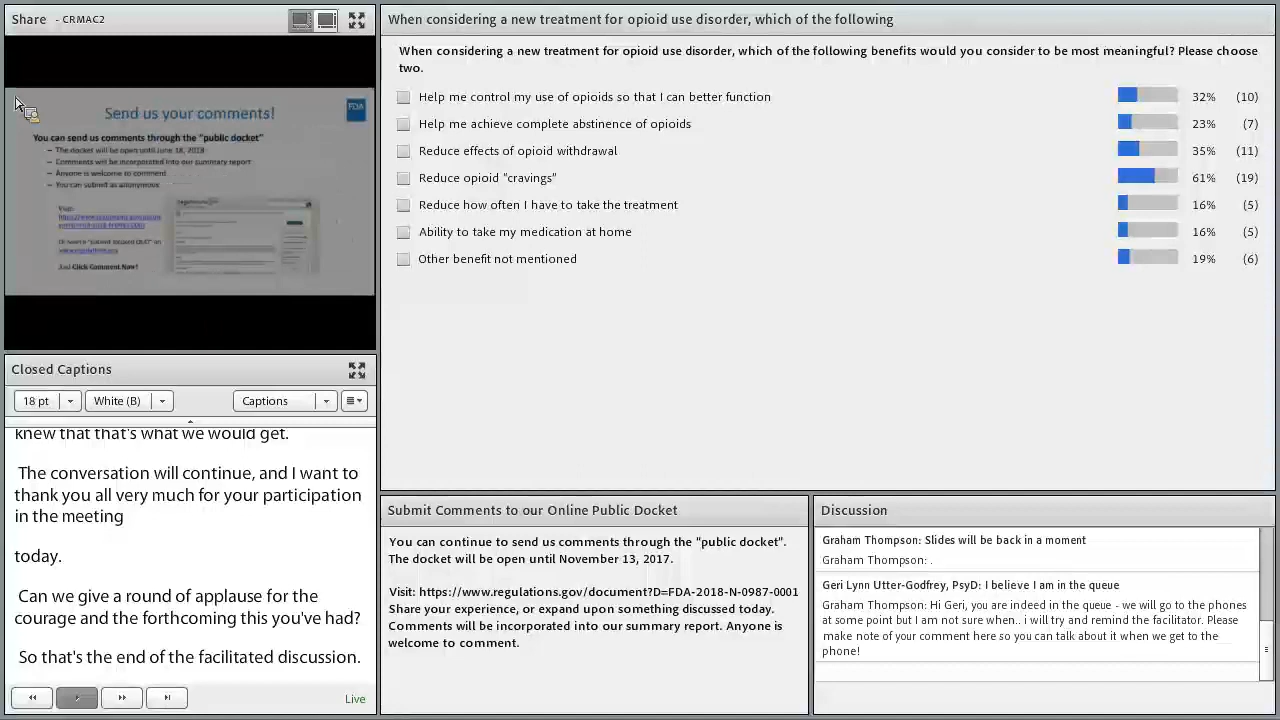 Share - CRMAC2
Send us your comments!
FDA
You can send us comments through the "public docket"
– The docket will be open until June 18, 2018
– Comments will be incorporated into our summary report
– Anyone is welcome to comment
– You can submit as anonymous
Visit:
Just Click Comment Now!
Closed Captions
18 pt White (B) Captions
knew that that's what we would get.
The conversation will continue, and I want to
thank you all very much for your participation
in the meeting
today.
Can we give a round of applause for the
courage and the forthcoming this you've had?
So that's the end of the facilitated discussion.
Live
When considering a new treatment for opioid use disorder, which of the following
When considering a new treatment for opioid use disorder, which of the following benefits would you consider to be most meaningful? Please choose
two.
Help me control my use of opioids so that I can better function 32% (10)
Help me achieve complete abstinence of opioids 23% (7)
Reduce effects of opioid withdrawal 35% (11)
Reduce opioid "cravings" 61% (19)
Reduce how often I have to take the treatment 16% (5)
Ability to take my medication at home 16% (5)
Other benefit not mentioned 19% (6)
Submit Comments to our Online Public Docket
You can continue to send us comments through the "public docket".
The docket will be open until November 13, 2017.
Visit: https://www.regulations.gov/document?D=FDA-2018-N-0987-0001
Share your experience, or expand upon something discussed today.
Comments will be incorporated into our summary report. Anyone is
welcome to comment.
Discussion
Graham Thompson: Slides will be back in a moment
Graham Thompson: .
Geri Lynn Utter-Godfrey, PsyD: I believe I am in the queue
Graham Thompson: Hi Geri, you are indeed in the queue - we will go to the phones
at some point but I am not sure when.. i will try and remind the facilitator. Please
make note of your comment here so you can talk about it when we get to the
phone!